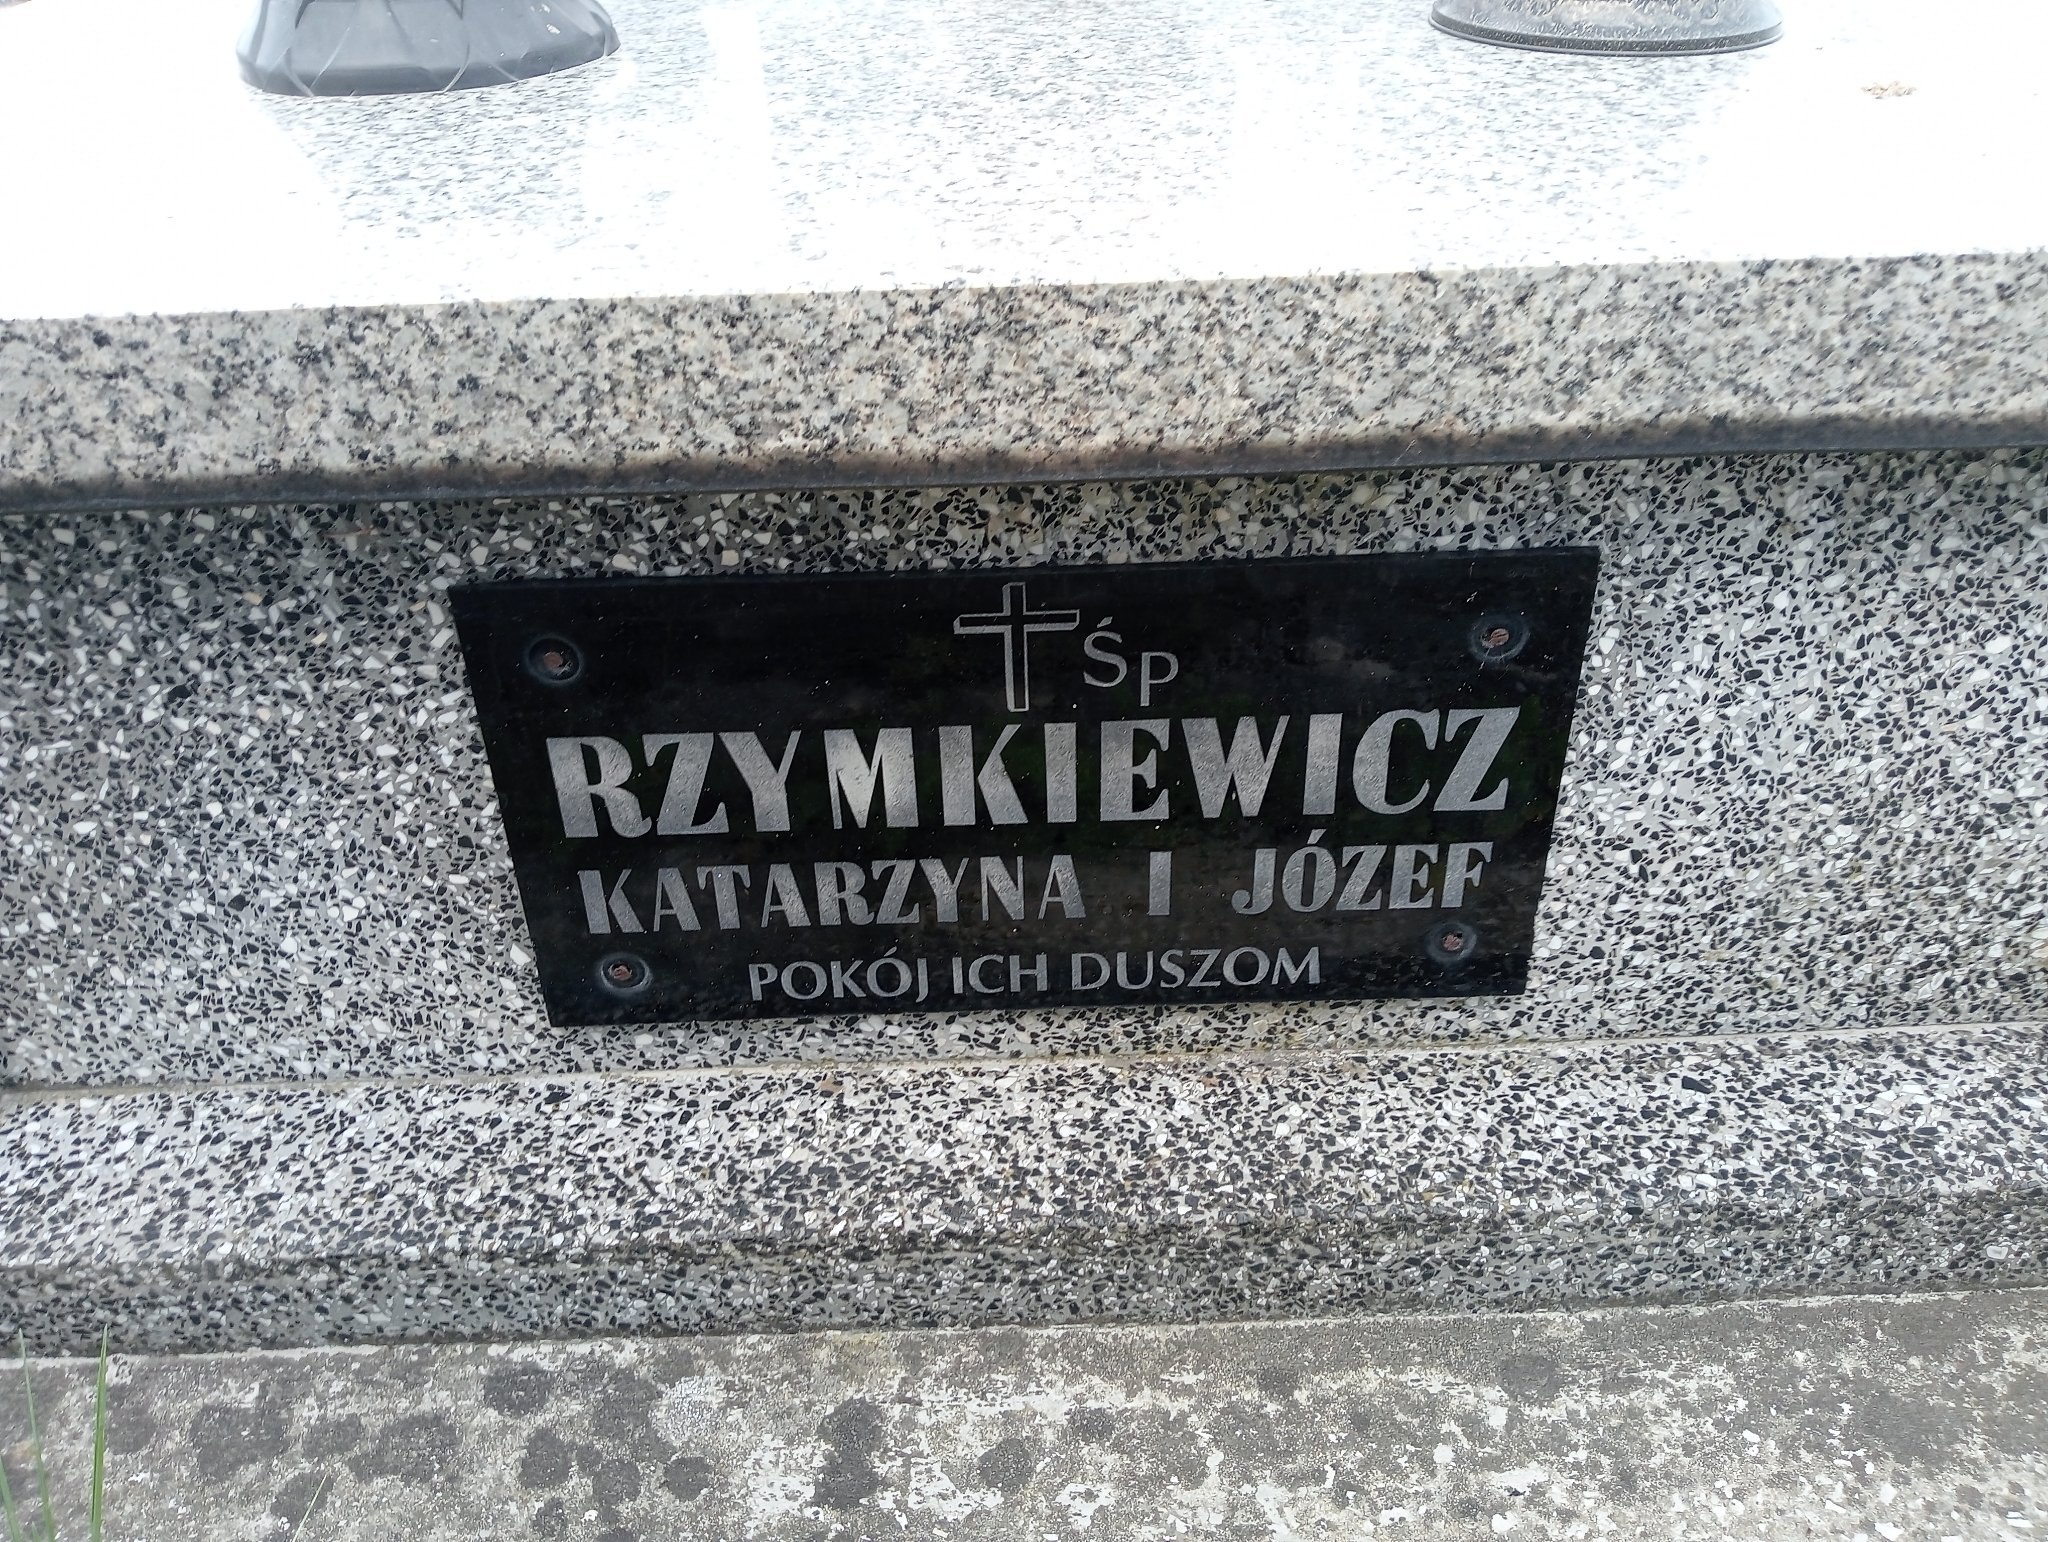 ŚP
RZYMKIEWICZ
KATARZYNA I JÓZEF
POKÓJ ICH DUSZOM